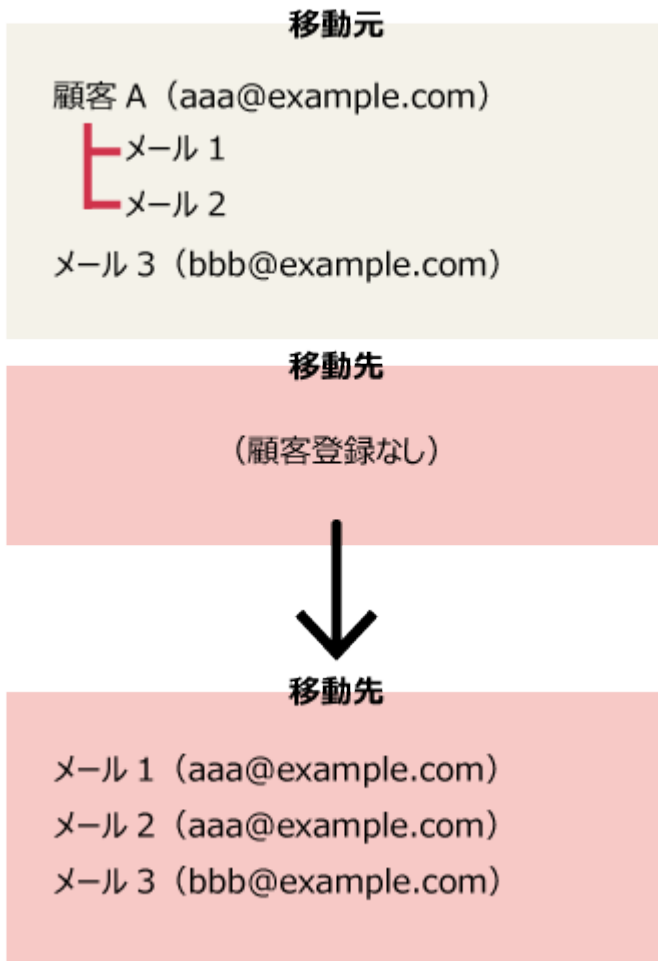 移動元
顧客 A（aaa@example.com）
メール 1
メール 2
メール 3（bbb@example.com）
移動先
（顧客登録なし）
移動先
メール 1（aaa@example.com）
メール 2（aaa@example.com）
メール 3（bbb@example.com）